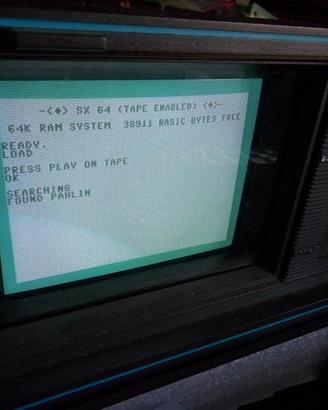 -<♦> SX 64 (TAPE ENABLED) <♦>-
64K RAM SYSTEM 38911 BASIC BYTES FREE
READY.
LOAD
PRESS PLAY ON TAPE
OK
SEARCHING
FOUND PAHLIN